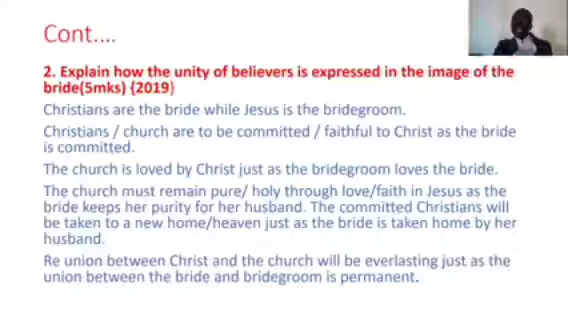 Cont....
2. Explain how the unity of believers is expressed in the image of the
bride(5mks) {2019)
Christians are the bride while Jesus is the bridegroom.
Christians / church are to be committed / faithful to Christ as the bride
is committed.
The church is loved by Christ just as the bridegroom loves the bride.
The church must remain pure/ holy through love/faith in Jesus as the
bride keeps her purity for her husband. The committed Christians will
be taken to a new home/heaven just as the bride is taken home by her
husband.
Re union between Christ and the church will be everlasting just as the
union between the bride and bridegroom is permanent.